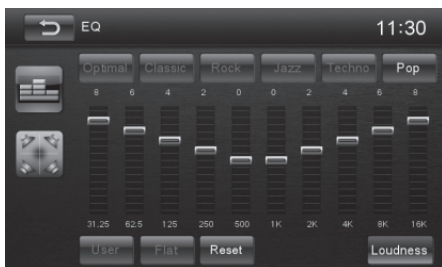 EQ 11:30
Optimal Classic Rock Jazz Techno Pop
8 6 4 2 0 0 2 4 6 8
31.25 62.5 125 250 500 1K 2K 4K 8K 16K
User Flat Reset Loudness